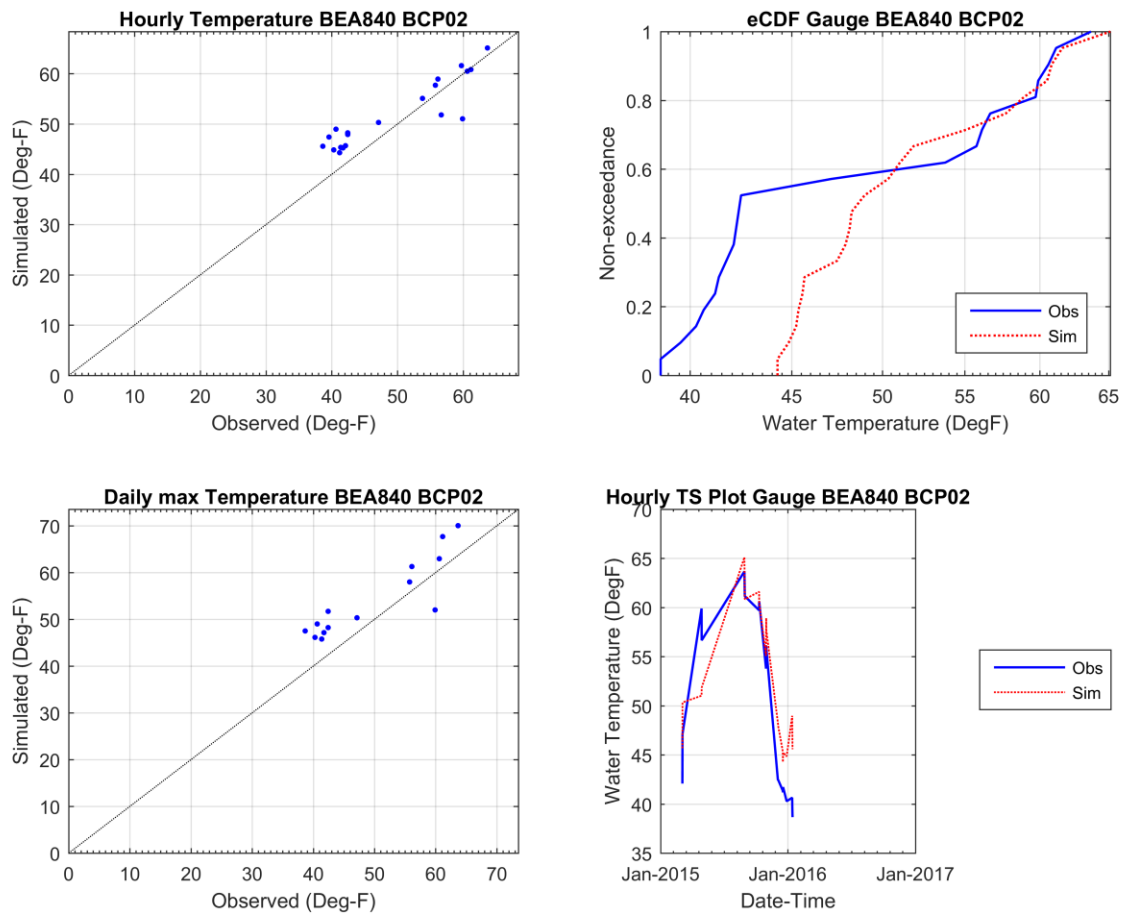 Hourly Temperature BEA840 BCP02
60
50
40
30
20
10
0
0 10 20 30 40 50 60
Simulated (Deg-F)
Observed (Deg-F)
eCDF Gauge BEA840 BCP02
1
0.8
0.6
0.4
0.2
0
40 45 50 55 60 65
Non-exceedance
Water Temperature (DegF)
Obs
Sim
Daily max Temperature BEA840 BCP02
70
60
50
40
30
20
10
0
0 10 20 30 40 50 60 70
Simulated (Deg-F)
Observed (Deg-F)
Hourly TS Plot Gauge BEA840 BCP02
70
65
60
55
50
45
40
35
Jan-2015 Jan-2016 Jan-2017
Water Temperature (DegF)
Date-Time
Obs
Sim